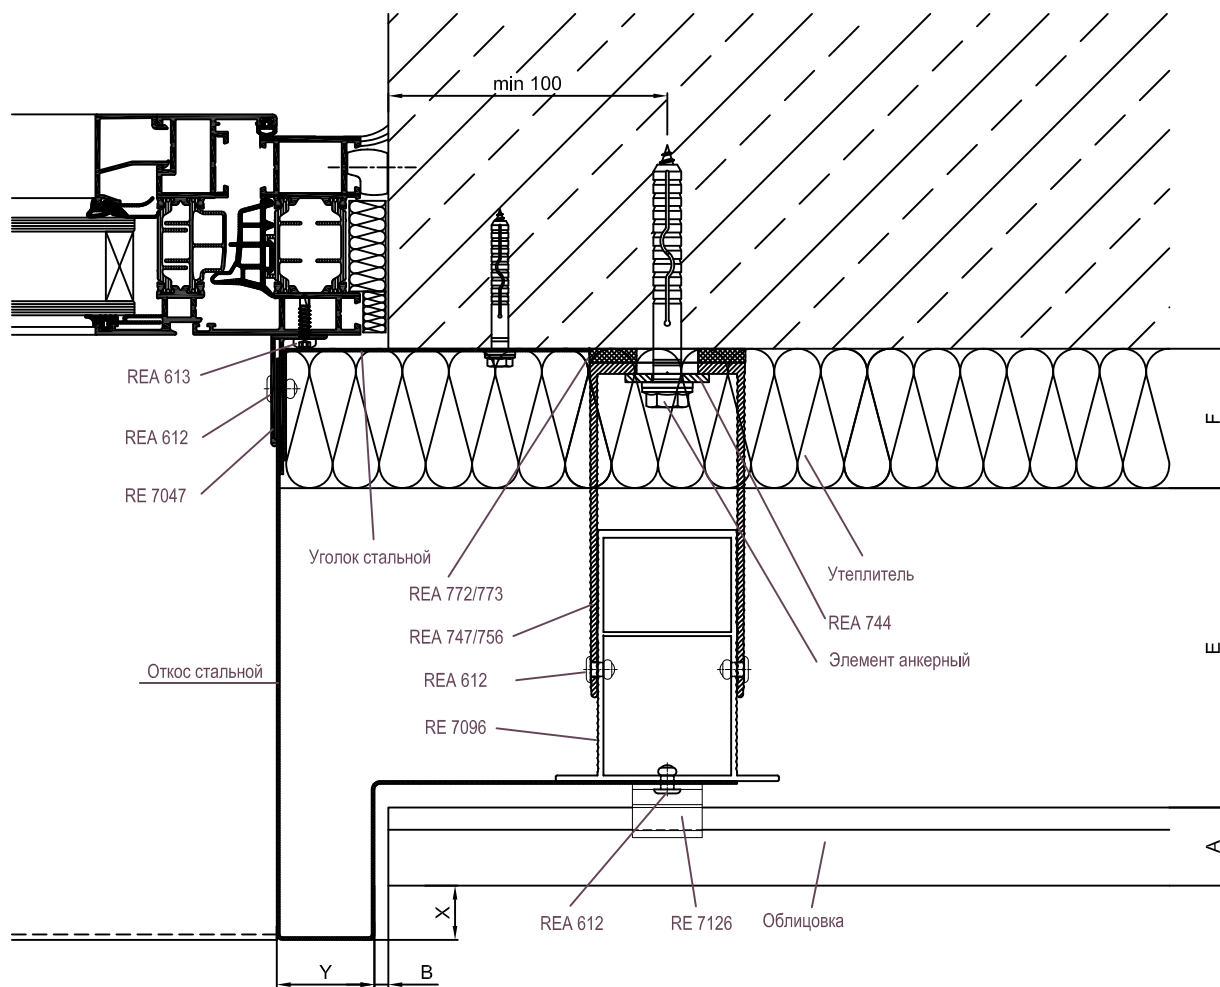 min 100
REA 613
REA 612
RE 7047
Уголок стальной
REA 772/773
REA 747/756
Откос стальной
REA 612
RE 7096
Утеплитель
REA 744
Элемент анкерный
F
E
A
X
REA 612
RE 7126
Облицовка
Y
B